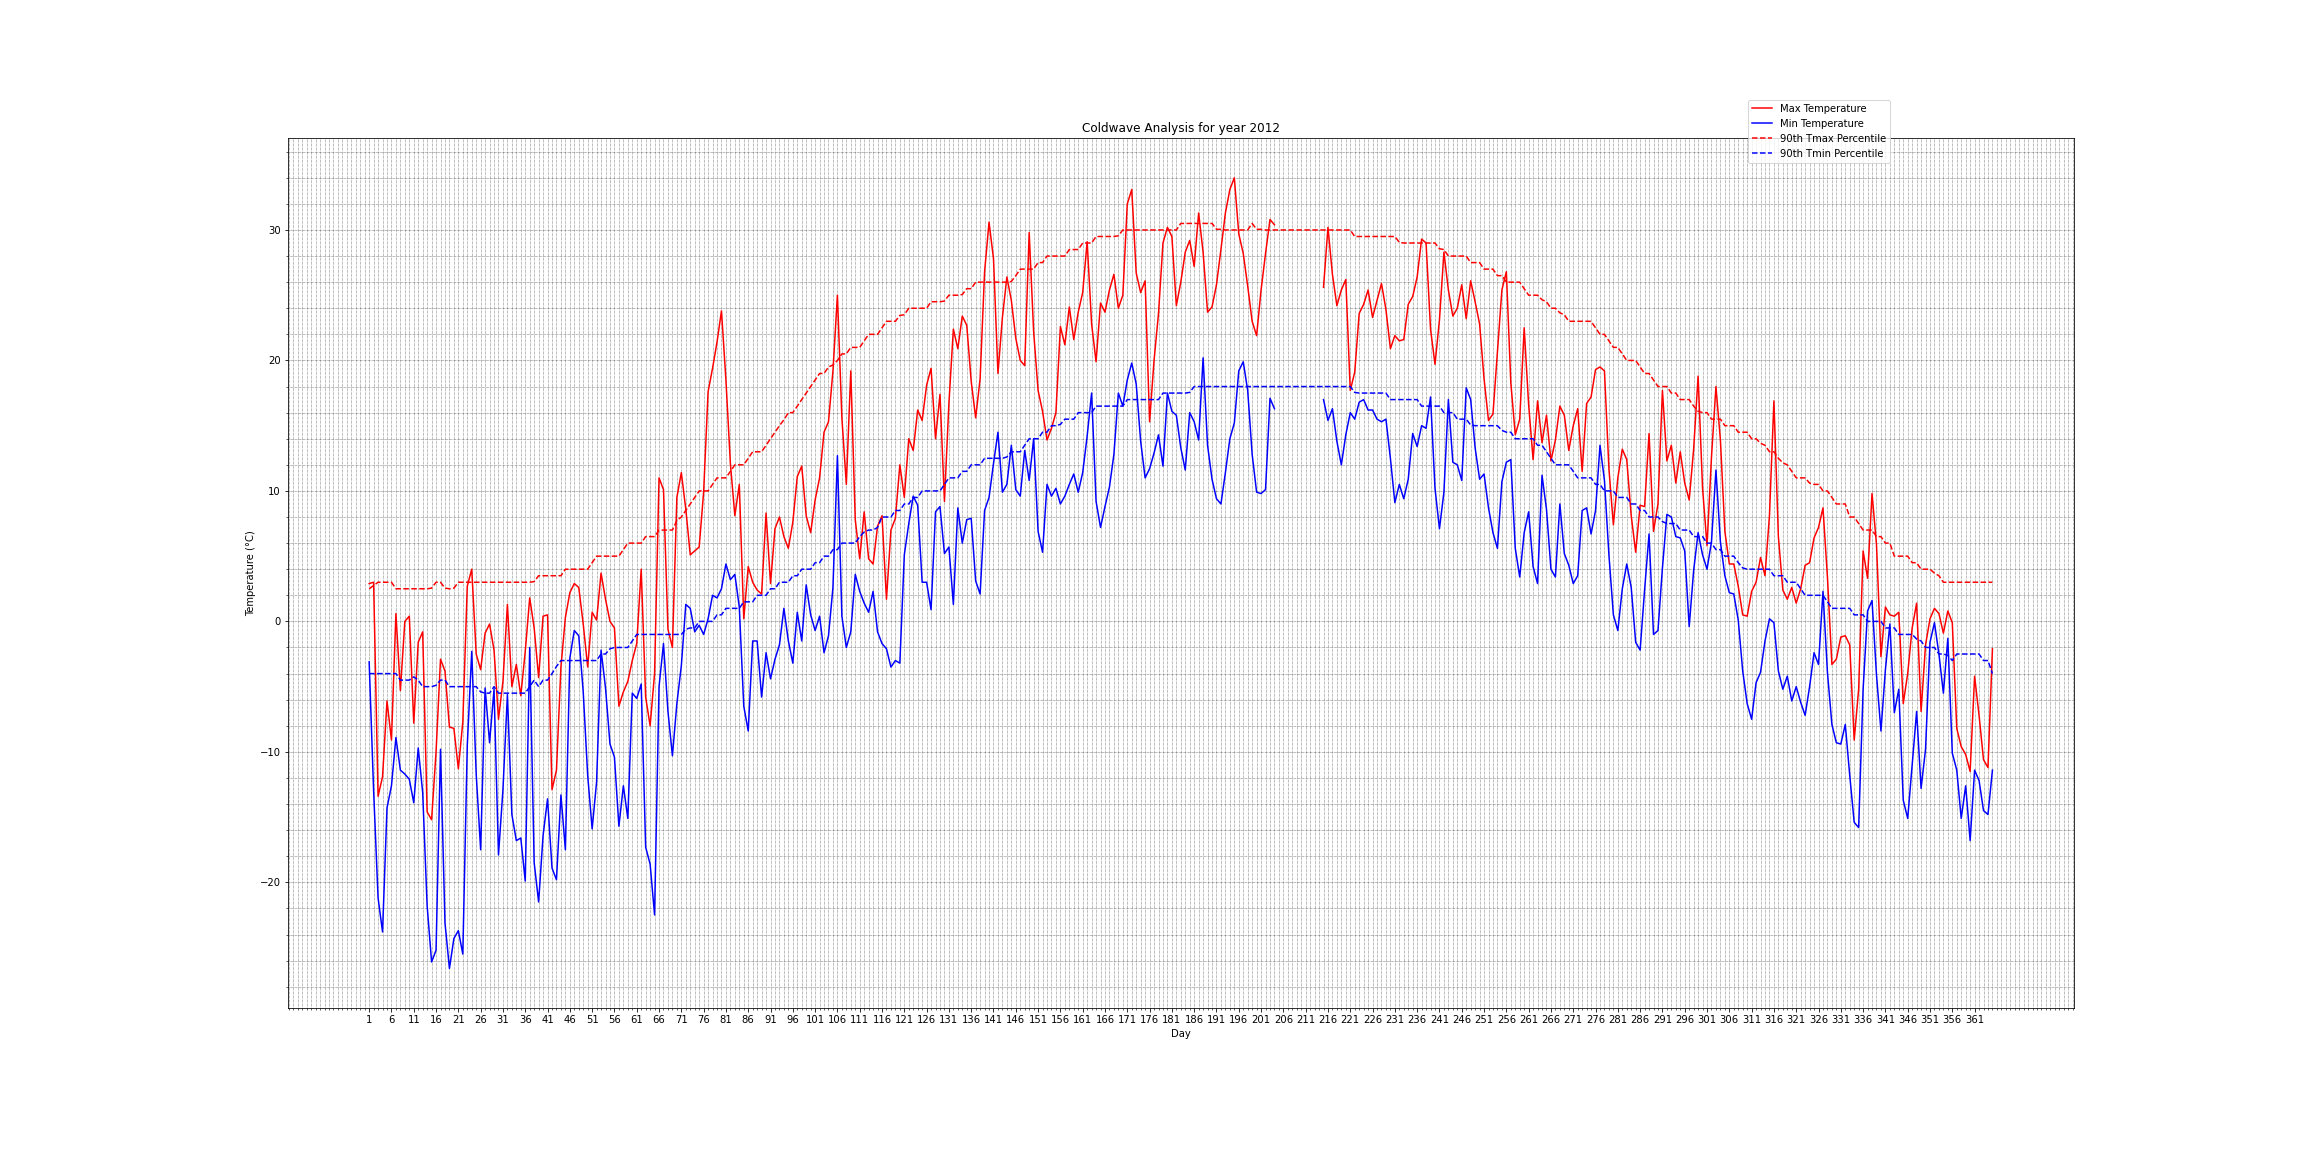 Coldwave Analysis for year 2012
Max Temperature
Min Temperature
90th Tmax Percentile
90th Tmin Percentile
Temperature (°C)
30
20
10
0
−10
−20
1 6 11 16 21 26 31 36 41 46 51 56 61 66 71 76 81 86 91 96 101 106 111 116 121 126 131 136 141 146 151 156 161 166 171 176 181 186 191 196 201 206 211 216 221 226 231 236 241 246 251 256 261 266 271 276 281 286 291 296 301 306 311 316 321 326 331 336 341 346 351 356 361
Day